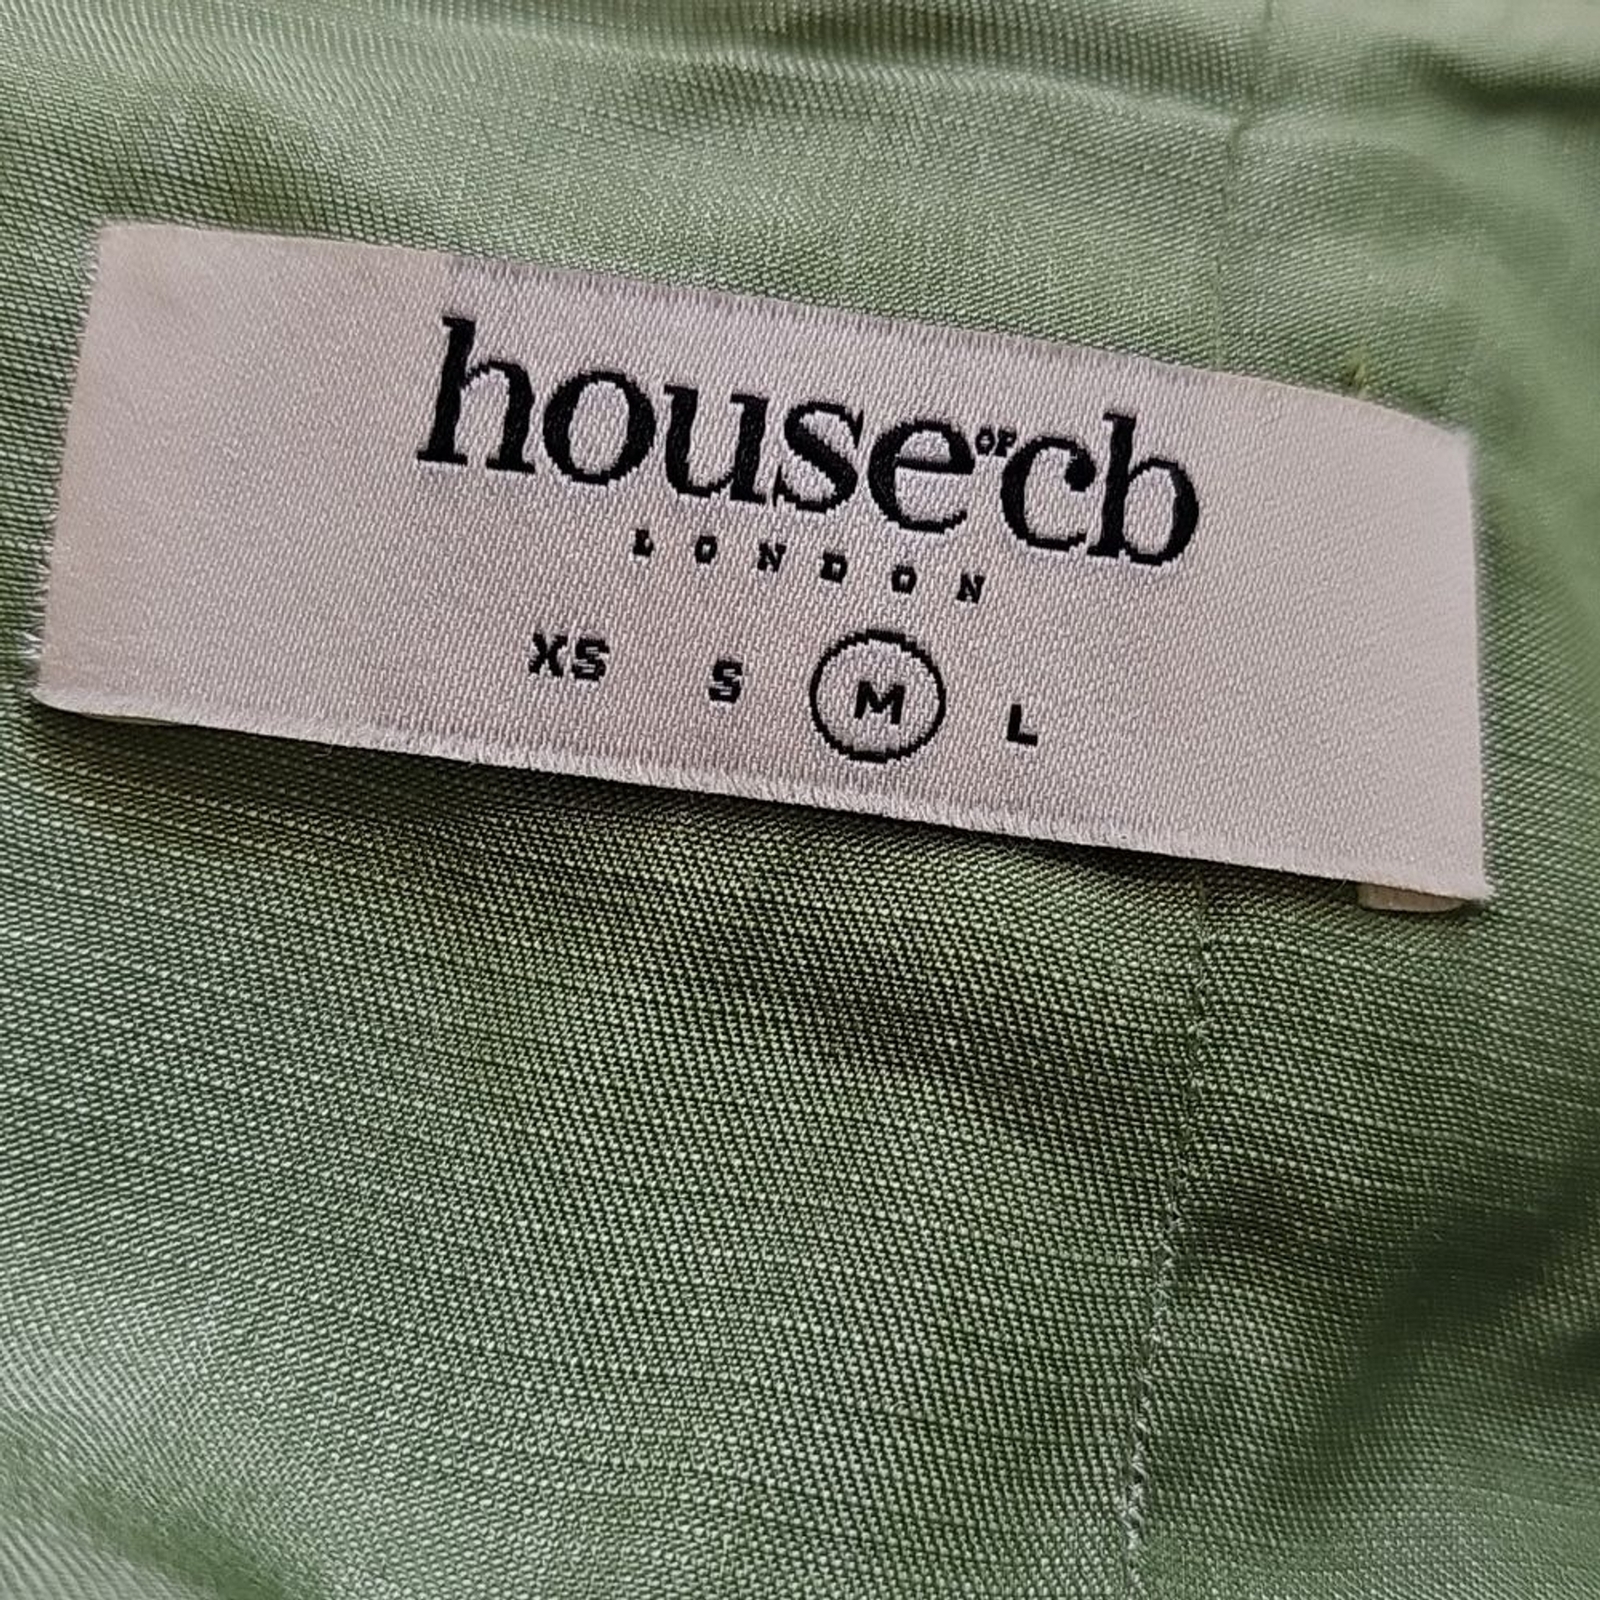 house OF cb
LONDON
XS S M L